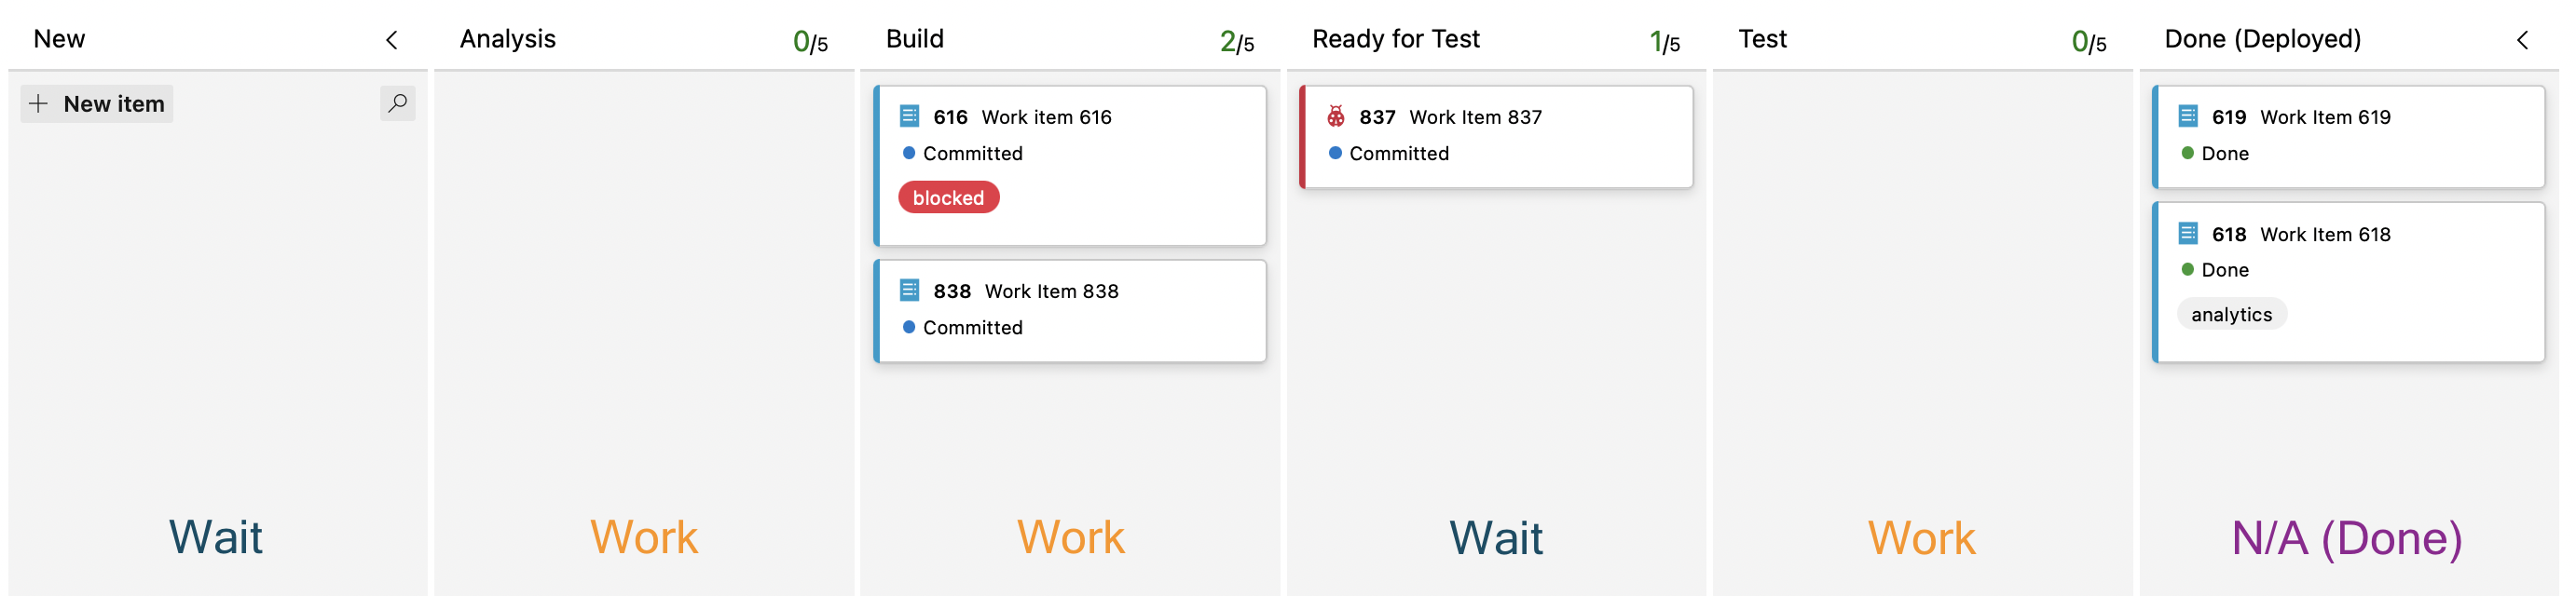 New
Analysis 0/5
Build 2/5
Ready for Test 1/5
Test 0/5
Done (Deployed)
New item
616 Work item 616
Committed
blocked
838 Work Item 838
Committed
837 Work Item 837
Committed
619 Work Item 619
Done
618 Work Item 618
Done
analytics
Wait
Work
Work
Wait
Work
N/A (Done)